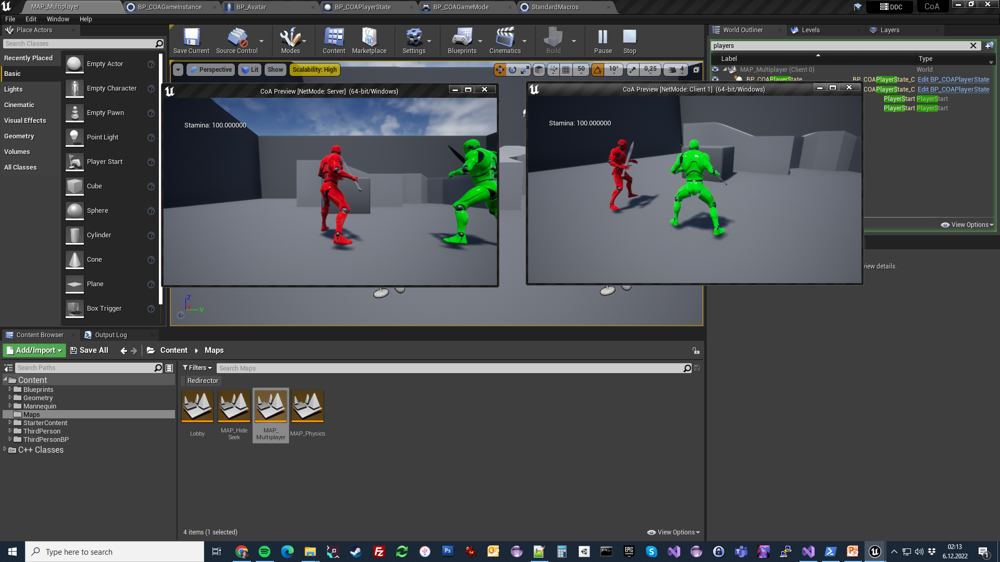 MAP_Multiplayer
BP_COAGameInstance
BP_Avatar
BP_COAPlayerState
BP_COAGameMode
StandardMacros
DDC
CoA
File Edit Window Help
Place Actors
World Outliner
Levels
Layers
Search Classes
Save Current
Source Control
Modes
Content
Marketplace
Settings
Blueprints
Cinematics
Build
Pause
Stop
players
Label
Type
MAP_Multiplayer (Client 0)
World
BP_COAPlayerState
BP_COAPlayerState_C
Edit BP_COAPlayerState
COAPlayerState_C
Edit BP_COAPlayerState
PlayerStart PlayerStart
PlayerStart PlayerStart
View Options
view details.
Recently Placed
Basic
Lights
Cinematic
Visual Effects
Geometry
Volumes
All Classes
Empty Actor
Empty Character
Empty Pawn
Point Light
Player Start
Cube
Sphere
Cylinder
Cone
Plane
Box Trigger
Perspective
Lit
Show
Scalability: High
50
10°
0,25
4
CoA Preview [NetMode: Server] (64-bit/Windows)
Stamina: 100.000000
CoA Preview [NetMode: Client 1] (64-bit/Windows)
Stamina: 100.000000
Z
X
Y
Content Browser
Output Log
Add/Import
Save All
Content
Maps
Search Paths
Filters
Search Maps
Redirector
Content
Blueprints
Geometry
Mannequin
Maps
StarterContent
ThirdPerson
ThirdPersonBP
C++ Classes
Lobby
MAP_Hide
Seek
MAP_
Multiplayer
MAP_Physics
4 items (1 selected)
View Options
Type here to search
Ps
EPIC
GAMES
02:13
6.12.2022
1